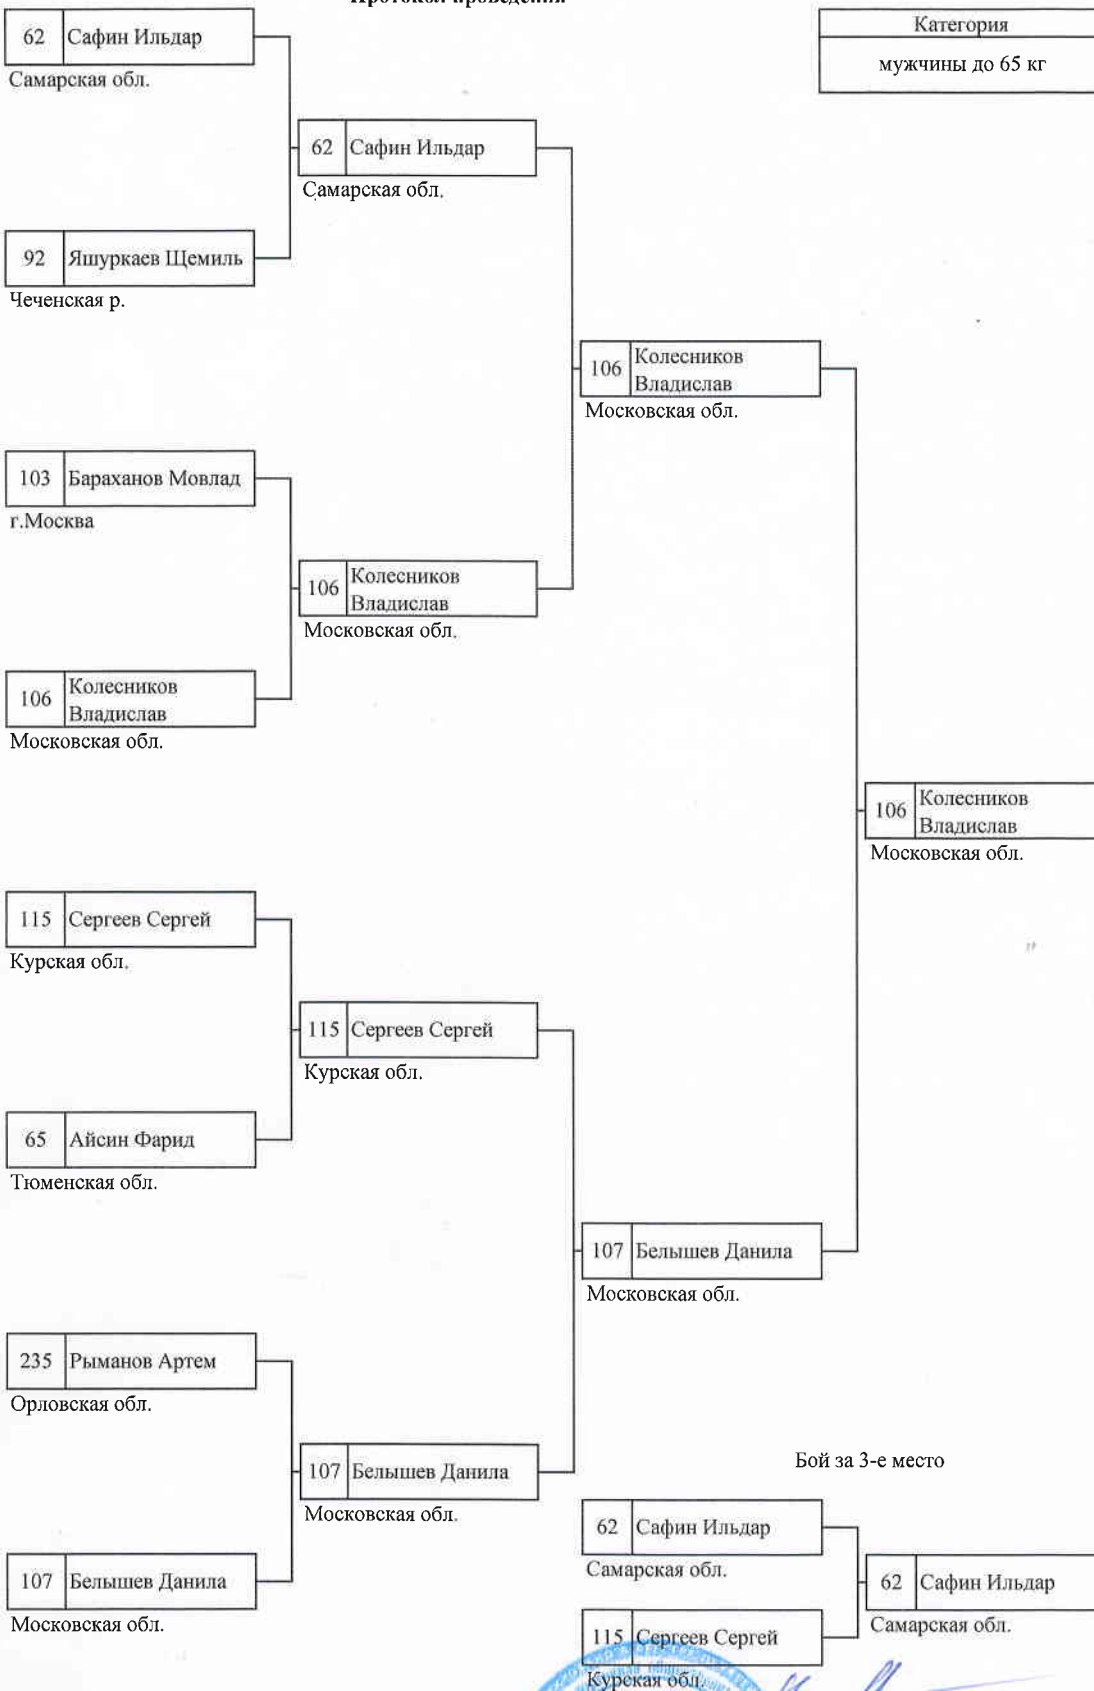 Протокол проведения
Категория
мужчины до 65 кг
62 Сафин Ильдар
Самарская обл.
62 Сафин Ильдар
Самарская обл.
92 Яшуркаев Щемиль
Чеченская р.
106 Колесников
Владислав
Московская обл.
103 Бараханов Мовлад
г.Москва
106 Колесников
Владислав
Московская обл.
106 Колесников
Владислав
Московская обл.
106 Колесников
Владислав
Московская обл.
115 Сергеев Сергей
Курская обл.
115 Сергеев Сергей
Курская обл.
65 Айсин Фарид
Тюменская обл.
107 Белышев Данила
Московская обл.
235 Рыманов Артем
Орловская обл.
107 Белышев Данила
Московская обл.
107 Белышев Данила
Московская обл.
Бой за 3-е место
62 Сафин Ильдар
Самарская обл.
62 Сафин Ильдар
Самарская обл.
115 Сергеев Сергей
Курская обл.